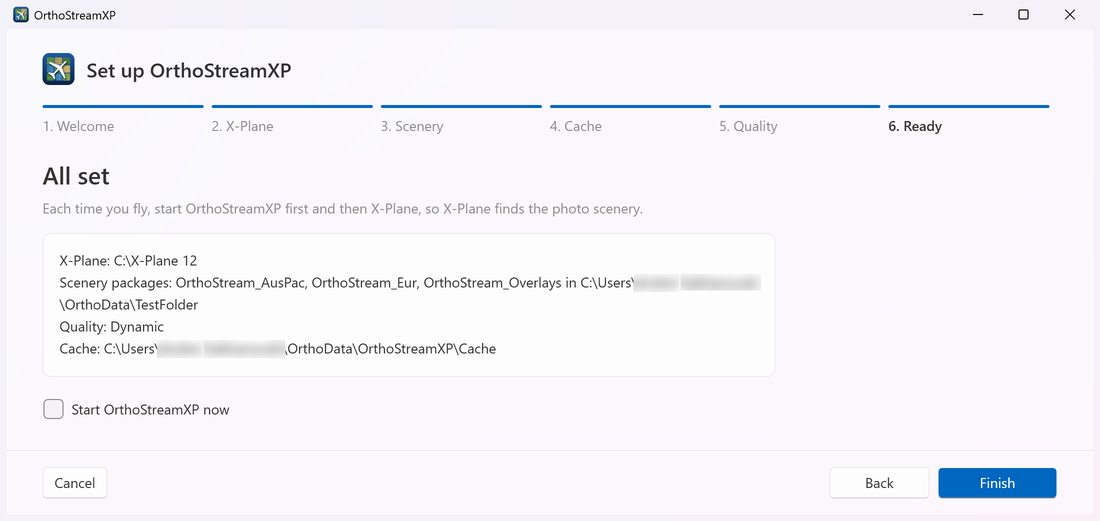 OrthoStreamXP
Set up OrthoStreamXP
1. Welcome
2. X-Plane
3. Scenery
4. Cache
5. Quality
6. Ready
All set
Each time you fly, start OrthoStreamXP first and then X-Plane, so X-Plane finds the photo scenery.
X-Plane: C:\X-Plane 12
Scenery packages: OrthoStream_AusPac, OrthoStream_Eur, OrthoStream_Overlays in C:\Users\
\OrthoData\TestFolder
Quality: Dynamic
Cache: C:\Users\ \OrthoData\OrthoStreamXP\Cache
Start OrthoStreamXP now
Cancel
Back
Finish